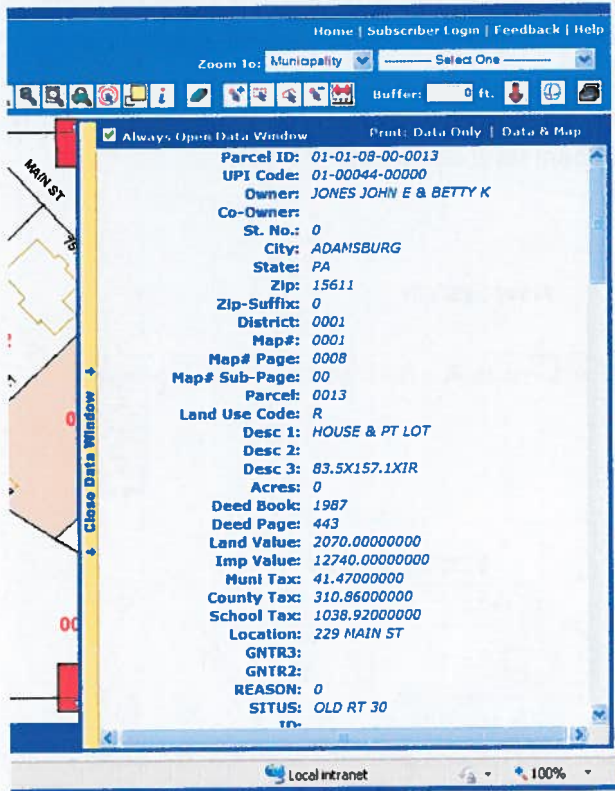 Home | Subscriber Login | Feedback | Help
Zoom To: Municipality ---------- Select One ----------
Buffer: 0 ft.
Always Open Data Window Print: Data Only | Data & Map
MAIN ST
Parcel ID: 01-01-08-00-0013
UPI Code: 01-00044-00000
Owner: JONES JOHN E & BETTY K
Co-Owner:
St. No.: 0
City: ADAMSBURG
State: PA
Zip: 15611
Zip-Suffix: 0
District: 0001
Map#: 0001
Map# Page: 0008
Map# Sub-Page: 00
Parcel: 0013
Land Use Code: R
Desc 1: HOUSE & PT LOT
Desc 2:
Desc 3: 83.5X157.1XIR
Acres: 0
Deed Book: 1987
Deed Page: 443
Land Value: 2070.00000000
Imp Value: 12740.00000000
Muni Tax: 41.47000000
County Tax: 310.86000000
School Tax: 1038.92000000
Location: 229 MAIN ST
GNTR3:
GNTR2:
REASON: 0
SITUS: OLD RT 30
ID:
Close Data Window
00
Local intranet 100%